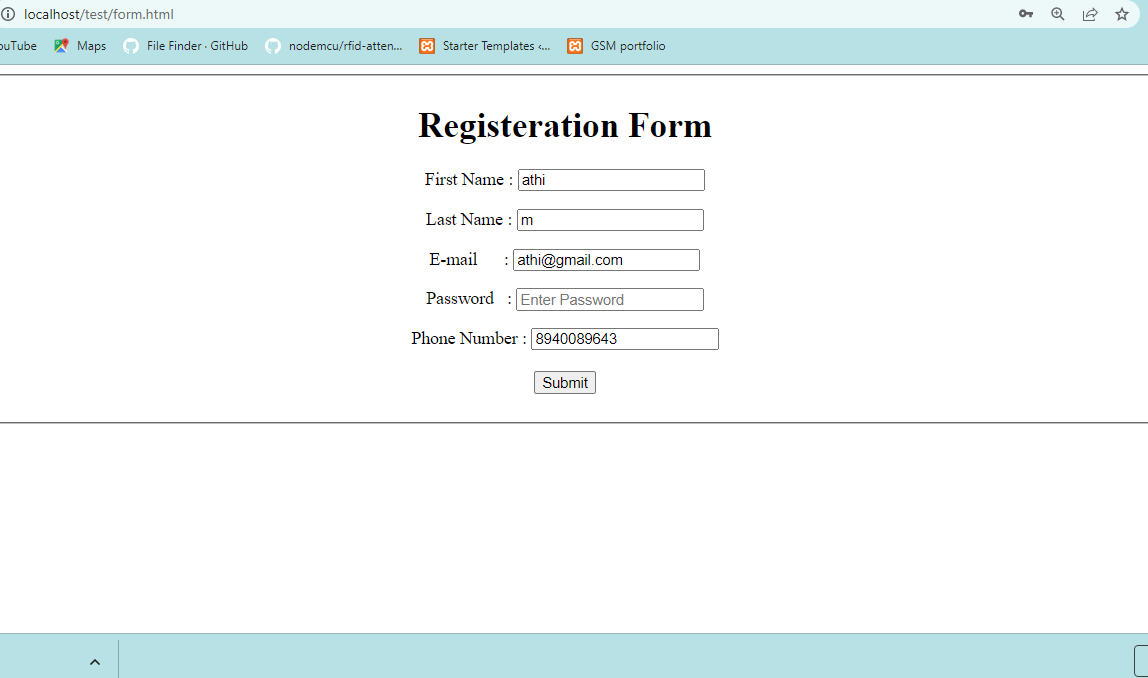 localhost/test/form.html
ouTube Maps File Finder · GitHub nodemcu/rfid-atten... Starter Templates <... GSM portfolio
Registeration Form
First Name : athi
Last Name : m
E-mail : athi@gmail.com
Password : Enter Password
Phone Number : 8940089643
Submit